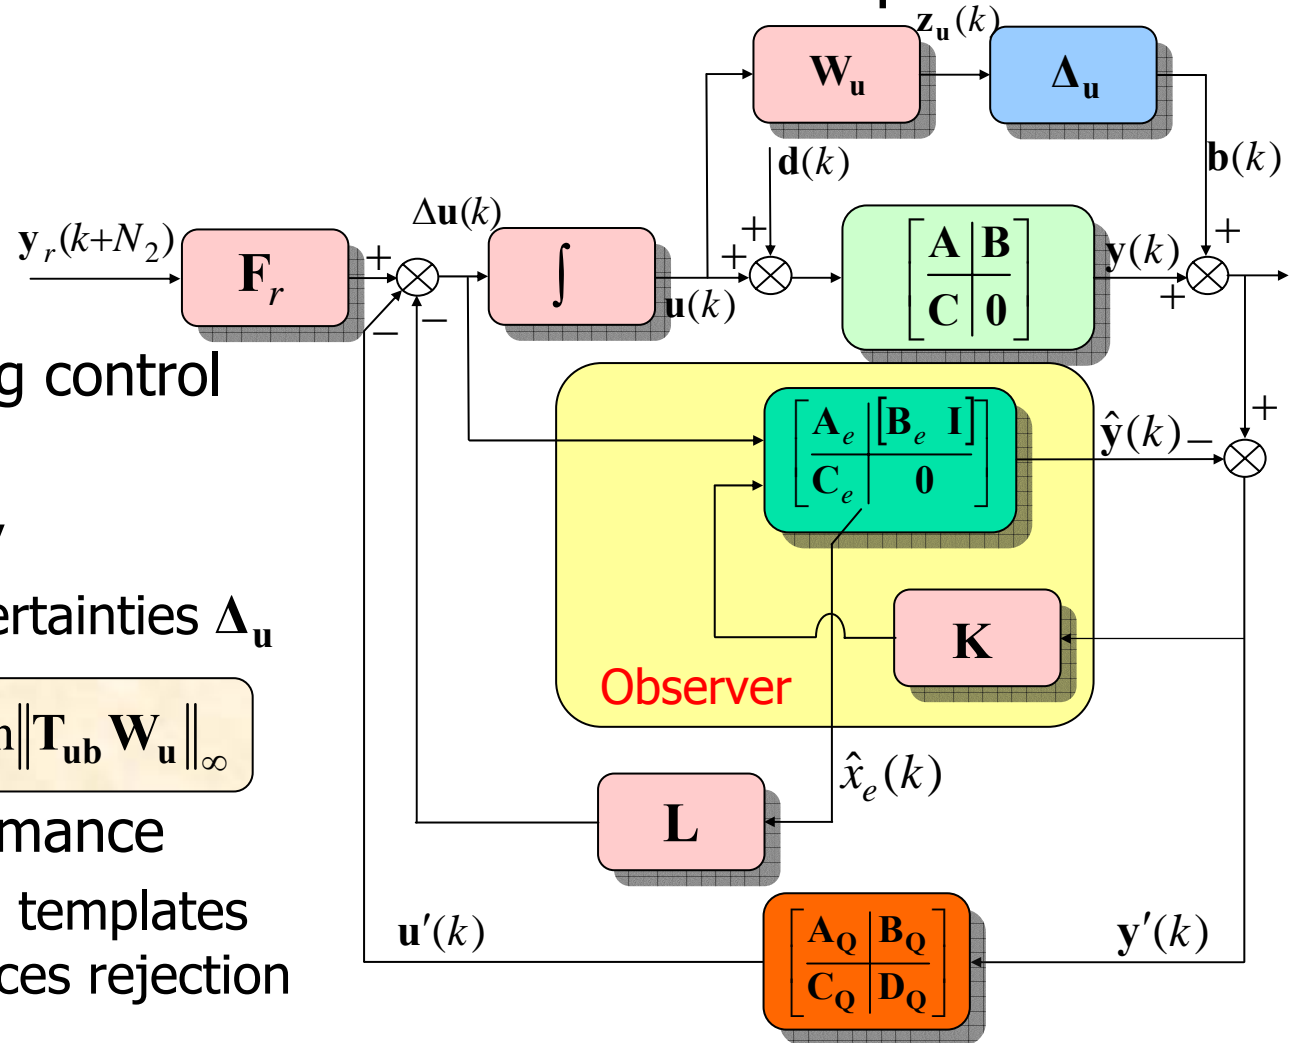 z_u(k)
W_u
Δ_u
d(k)
b(k)
Δu(k)
y_r(k+N_2)
F_r
+
−
−
∫
u(k)
+
+
[A | B]
[C | 0]
y(k)
+
+
g control
[A_e | [B_e I]]
[C_e | 0]
ŷ(k)
−
+
ertainties Δ_u
K
Observer
‖T_ub W_u‖_∞
x̂_e(k)
L
mance
templates
ces rejection
u′(k)
[A_Q | B_Q]
[C_Q | D_Q]
y′(k)